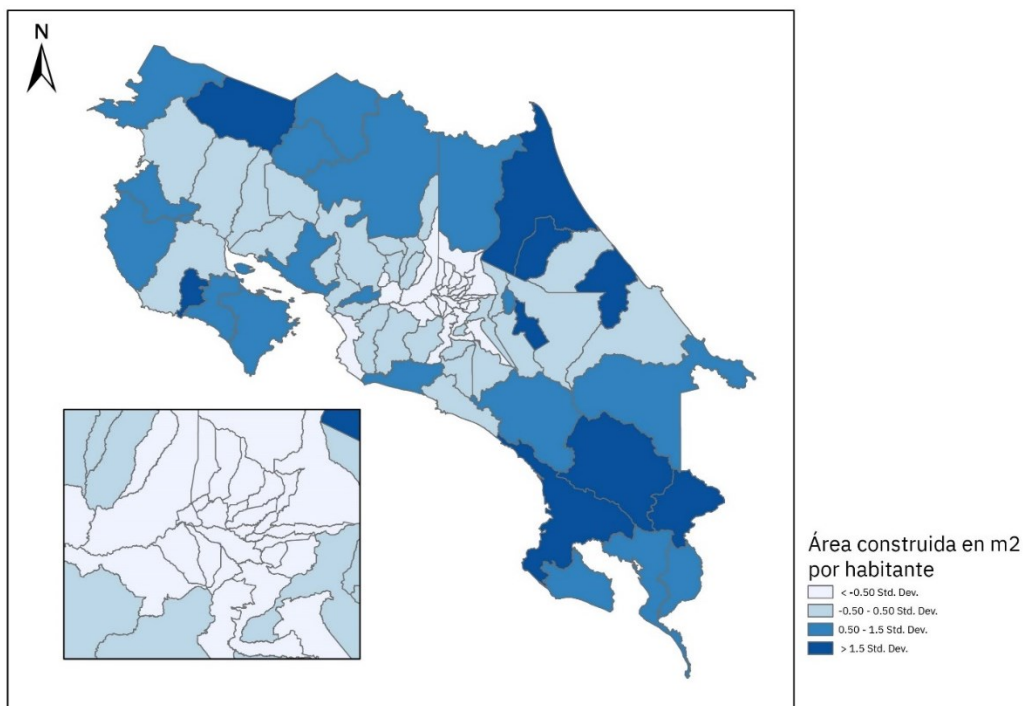 N
Área construida en m2
por habitante
< -0.50 Std. Dev.
-0.50 - 0.50 Std. Dev.
0.50 - 1.5 Std. Dev.
> 1.5 Std. Dev.